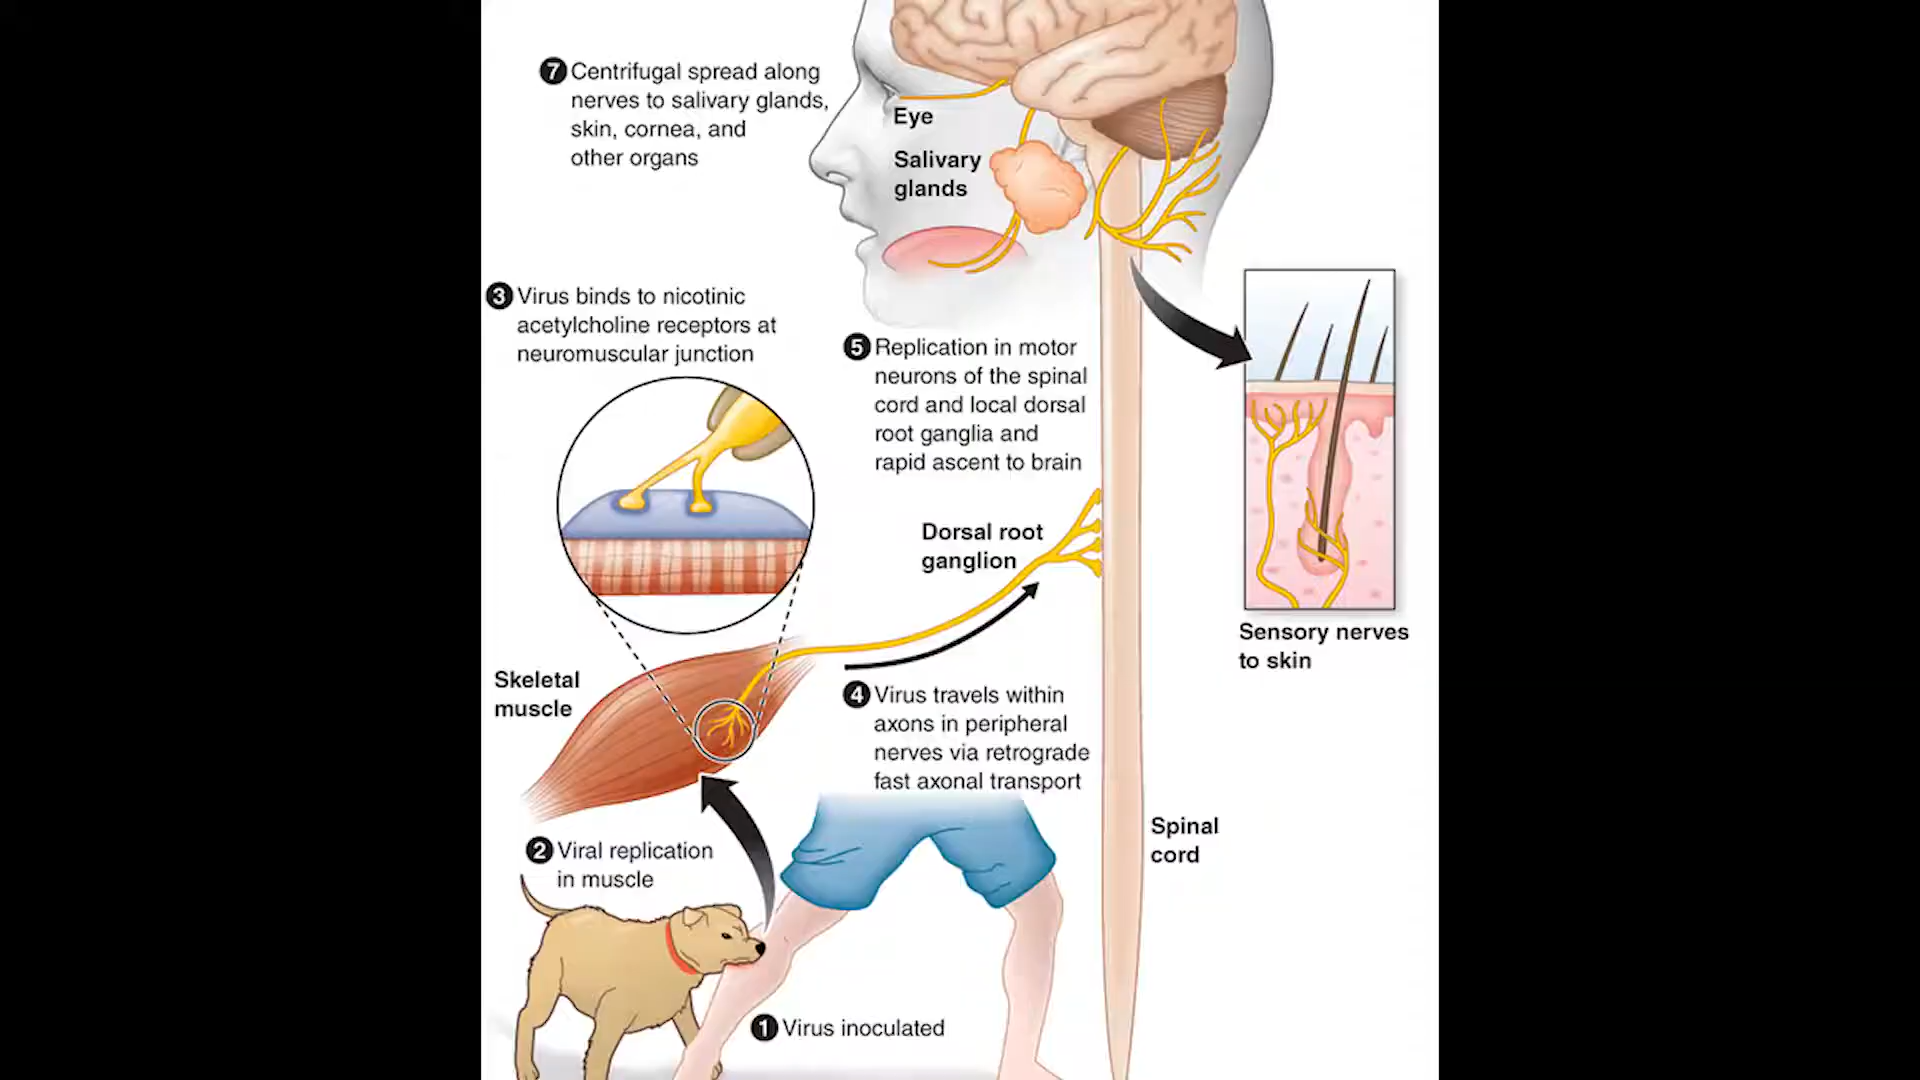 7 Centrifugal spread along
nerves to salivary glands,
skin, cornea, and
other organs
Eye
Salivary
glands
3 Virus binds to nicotinic
acetylcholine receptors at
neuromuscular junction
5 Replication in motor
neurons of the spinal
cord and local dorsal
root ganglia and
rapid ascent to brain
Dorsal root
ganglion
Sensory nerves
to skin
Skeletal
muscle
4 Virus travels within
axons in peripheral
nerves via retrograde
fast axonal transport
Spinal
cord
2 Viral replication
in muscle
1 Virus inoculated